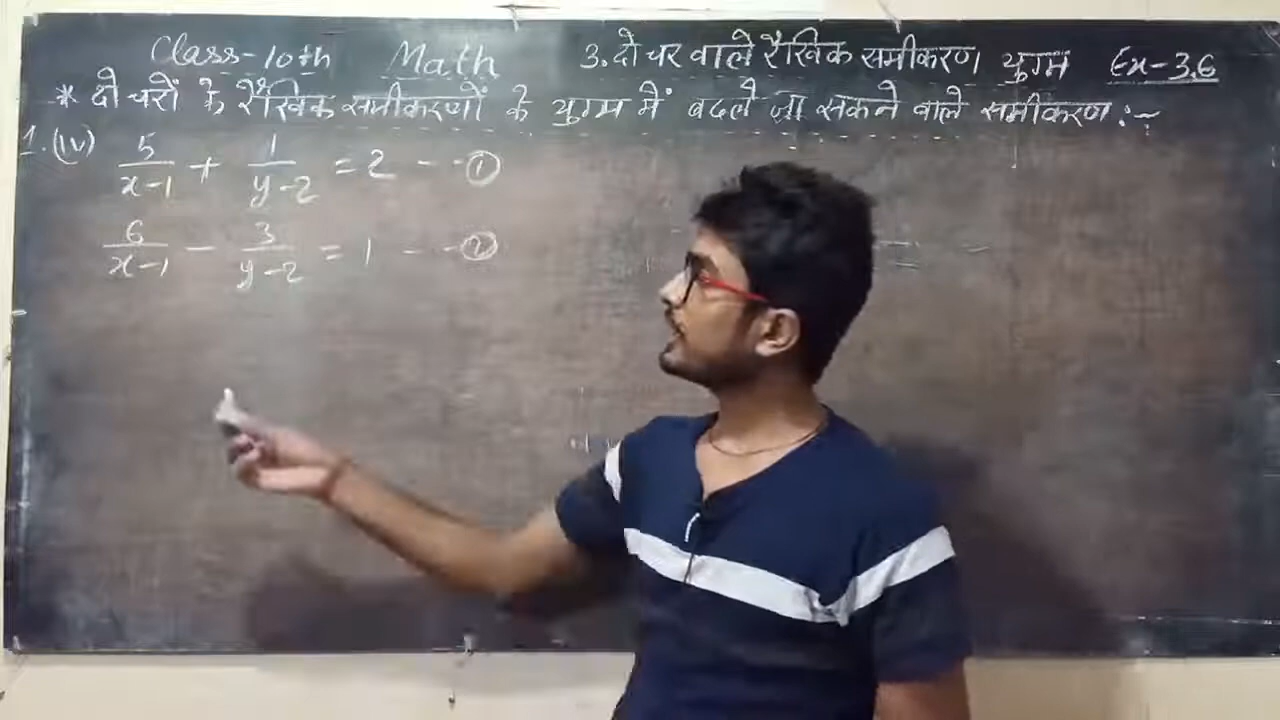 Class-10th Math 3. दो चर वाले रैखिक समीकरण युग्म Ex-3.6
* दो चरों के रैखिक समीकरणों के युग्म में बदले जा सकने वाले समीकरण :-
1. (iv) 5/(x-1) + 1/(y-2) = 2 -- ①
6/(x-1) - 3/(y-2) = 1 -- ②